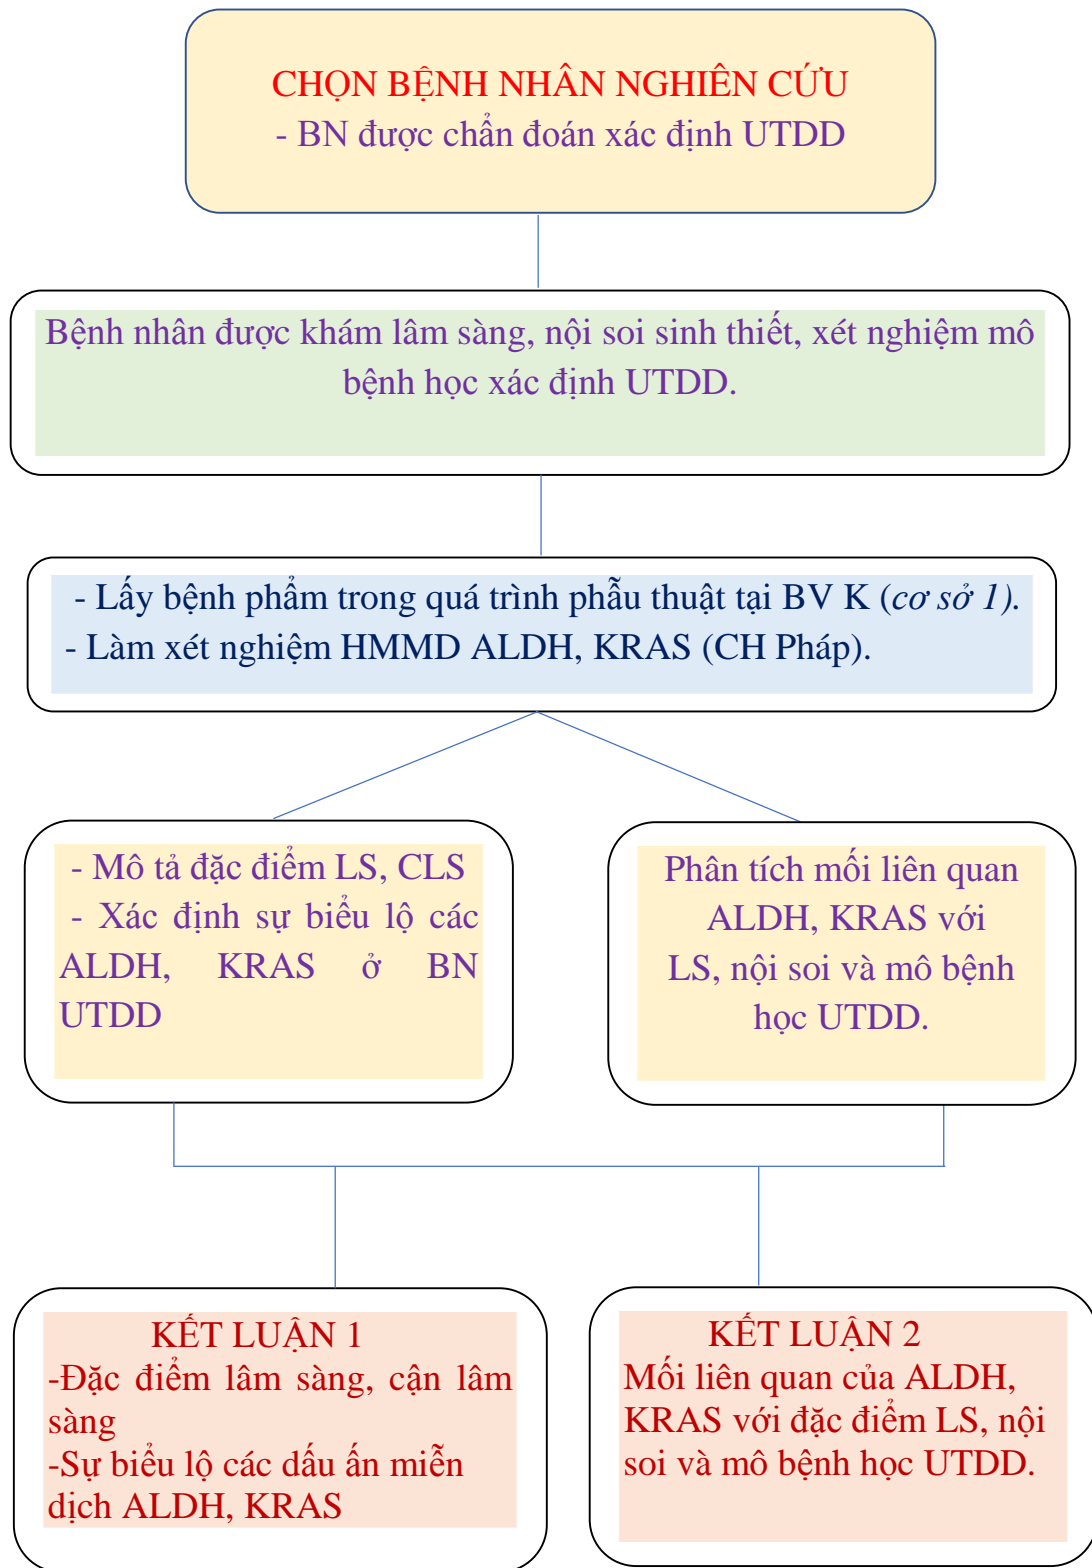 CHỌN BỆNH NHÂN NGHIÊN CỨU
- BN được chẩn đoán xác định UTDD
Bệnh nhân được khám lâm sàng, nội soi sinh thiết, xét nghiệm mô
bệnh học xác định UTDD.
- Lấy bệnh phẩm trong quá trình phẫu thuật tại BV K (cơ sở 1).
- Làm xét nghiệm HMMD ALDH, KRAS (CH Pháp).
- Mô tả đặc điểm LS, CLS
- Xác định sự biểu lộ các
ALDH, KRAS ở BN
UTDD
Phân tích mối liên quan
ALDH, KRAS với
LS, nội soi và mô bệnh
học UTDD.
KẾT LUẬN 1
-Đặc điểm lâm sàng, cận lâm
sàng
-Sự biểu lộ các dấu ấn miễn
dịch ALDH, KRAS
KẾT LUẬN 2
Mối liên quan của ALDH,
KRAS với đặc điểm LS, nội
soi và mô bệnh học UTDD.